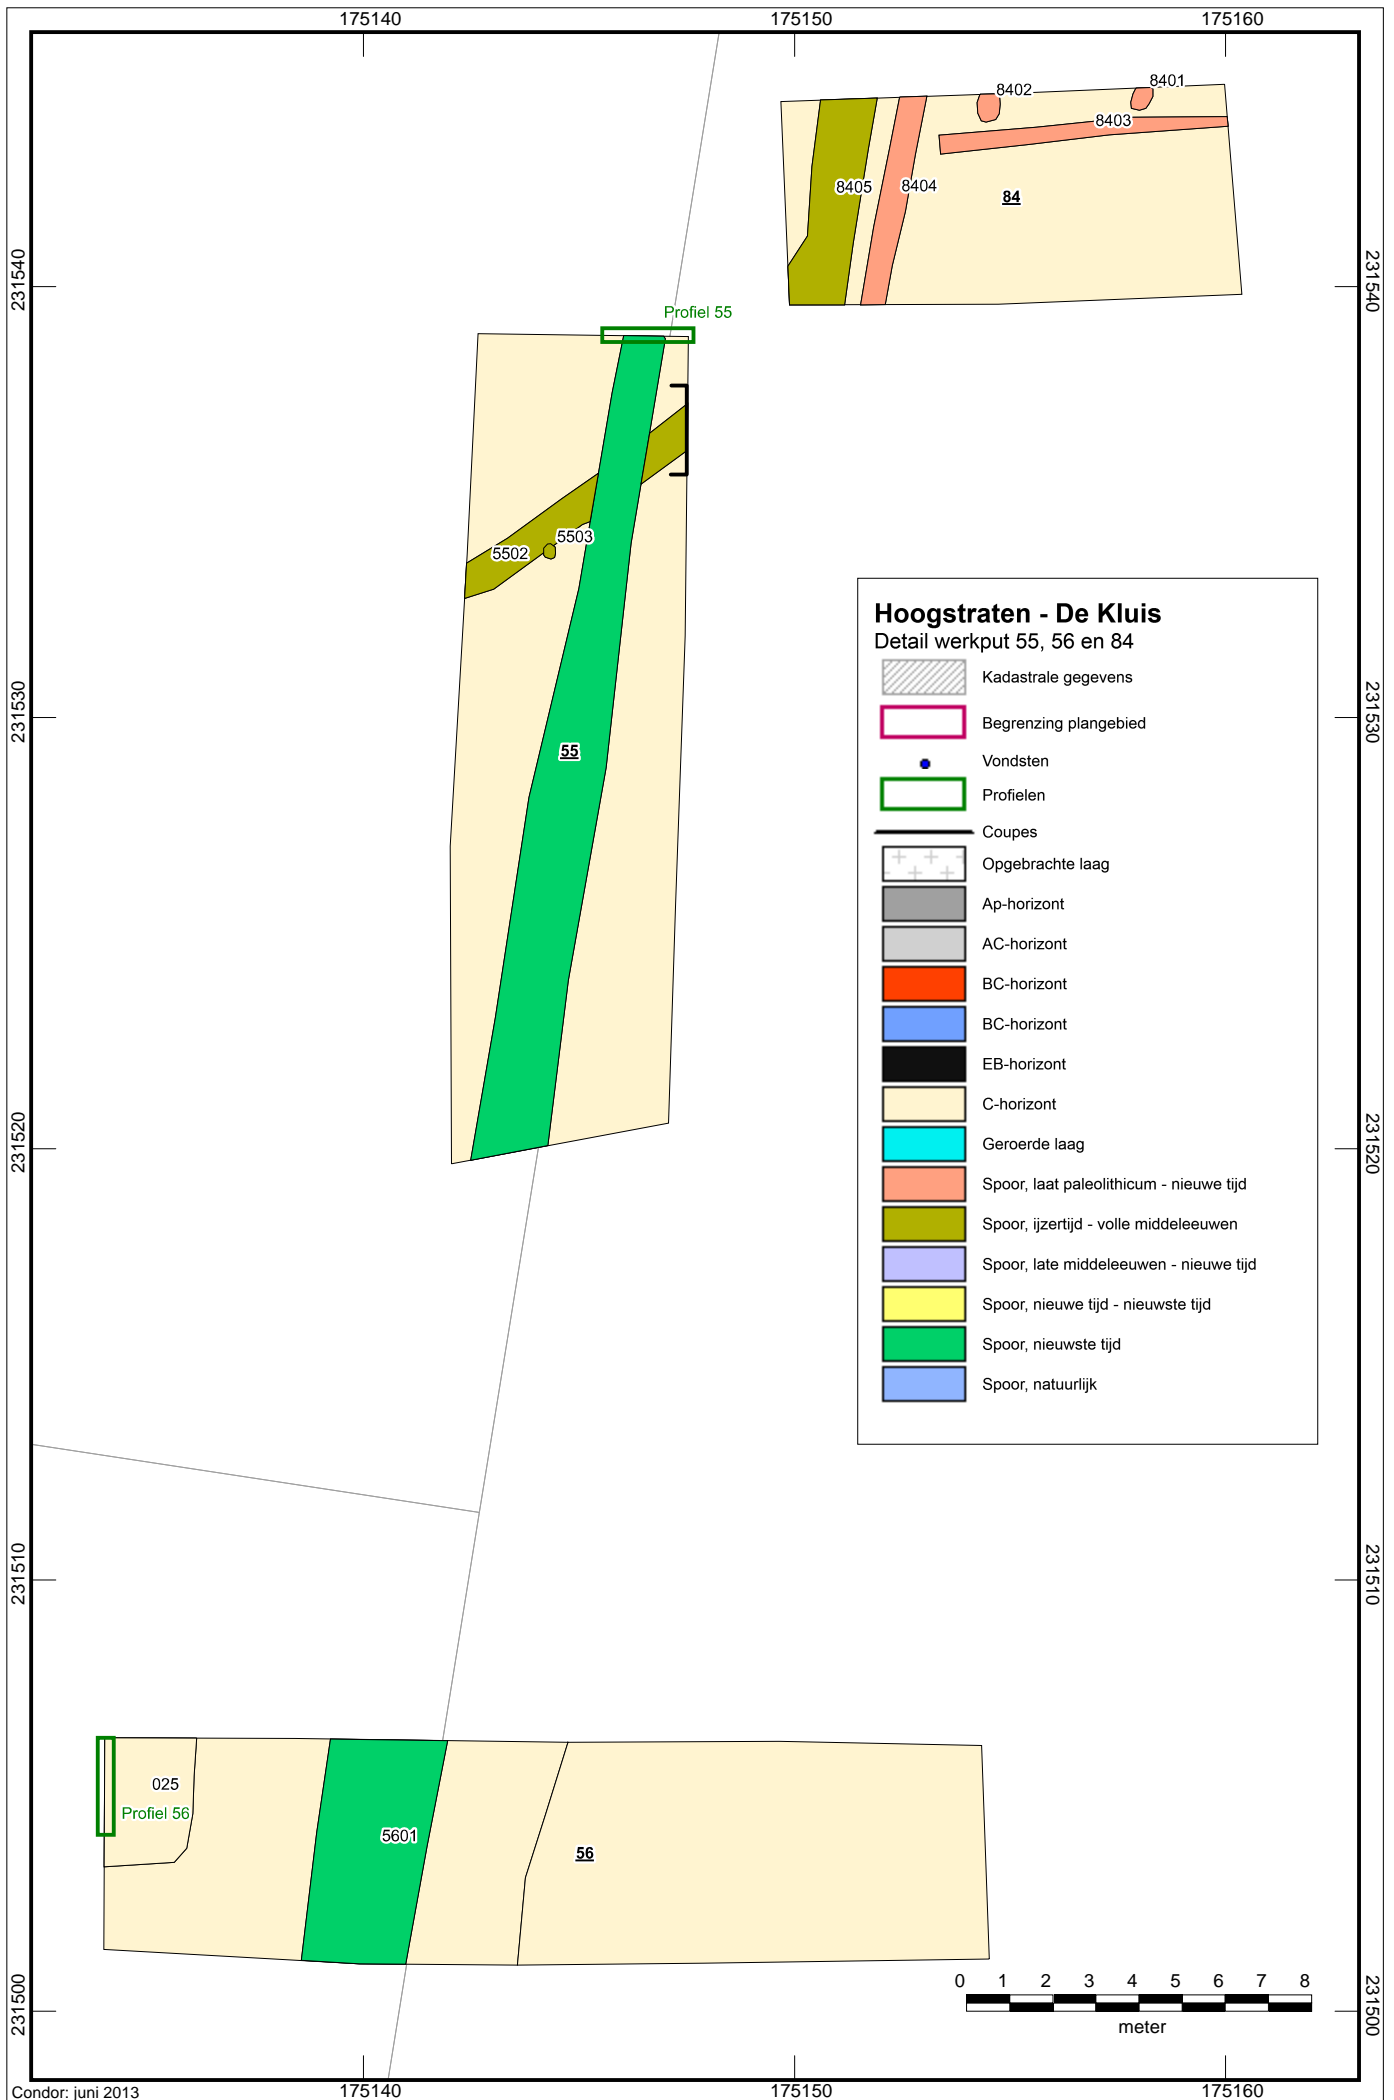 175140
175150
175160
8401
8402
8403
8405
8404
84
231540
231540
Profiel 55
5503
5502
Hoogstraten - De Kluis
Detail werkput 55, 56 en 84
Kadastrale gegevens
231530
231530
Begrenzing plangebied
55
Vondsten
Profielen
Coupes
Opgebrachte laag
Ap-horizont
AC-horizont
BC-horizont
BC-horizont
EB-horizont
C-horizont
231520
231520
Geroerde laag
Spoor, laat paleolithicum - nieuwe tijd
Spoor, ijzertijd - volle middeleeuwen
Spoor, late middeleeuwen - nieuwe tijd
Spoor, nieuwe tijd - nieuwste tijd
Spoor, nieuwste tijd
Spoor, natuurlijk
231510
231510
025
Profiel 56
5601
56
0 1 2 3 4 5 6 7 8
meter
231500
231500
Condor: juni 2013
175140
175150
175160